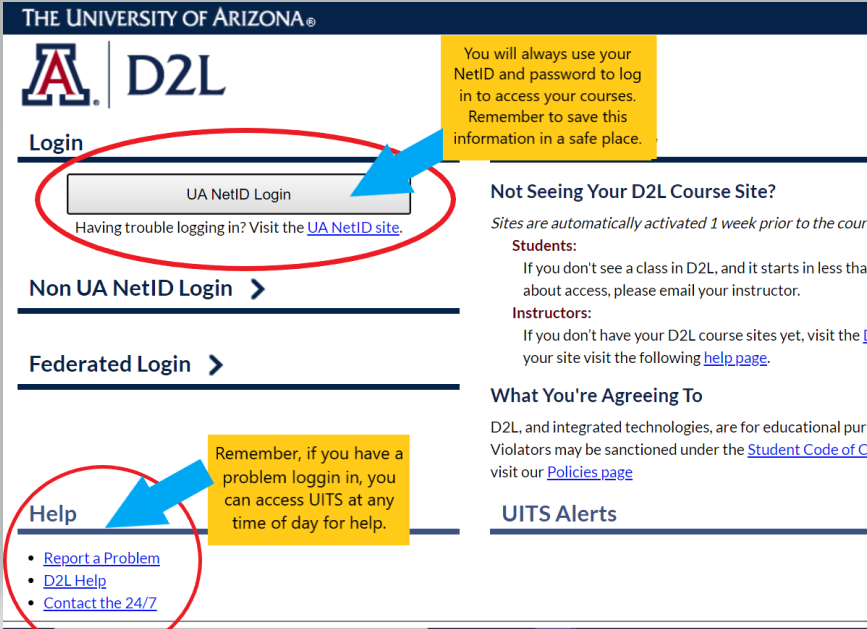 THE UNIVERSITY OF ARIZONA®
A. D2L
You will always use your
NetID and password to log
in to access your courses.
Remember to save this
information in a safe place.
Login
UA NetID Login
Having trouble logging in? Visit the UA NetID site.
Non UA NetID Login
Federated Login
Remember, if you have a
problem loggin in, you
can access UITS at any
time of day for help.
Help
Report a Problem
D2L Help
Contact the 24/7
Not Seeing Your D2L Course Site?
Sites are automatically activated 1 week prior to the cour
Students:
If you don't see a class in D2L, and it starts in less tha
about access, please email your instructor.
Instructors:
If you don't have your D2L course sites yet, visit the
your site visit the following help page.
What You're Agreeing To
D2L, and integrated technologies, are for educational pur
Violators may be sanctioned under the Student Code of C
visit our Policies page
UITS Alerts